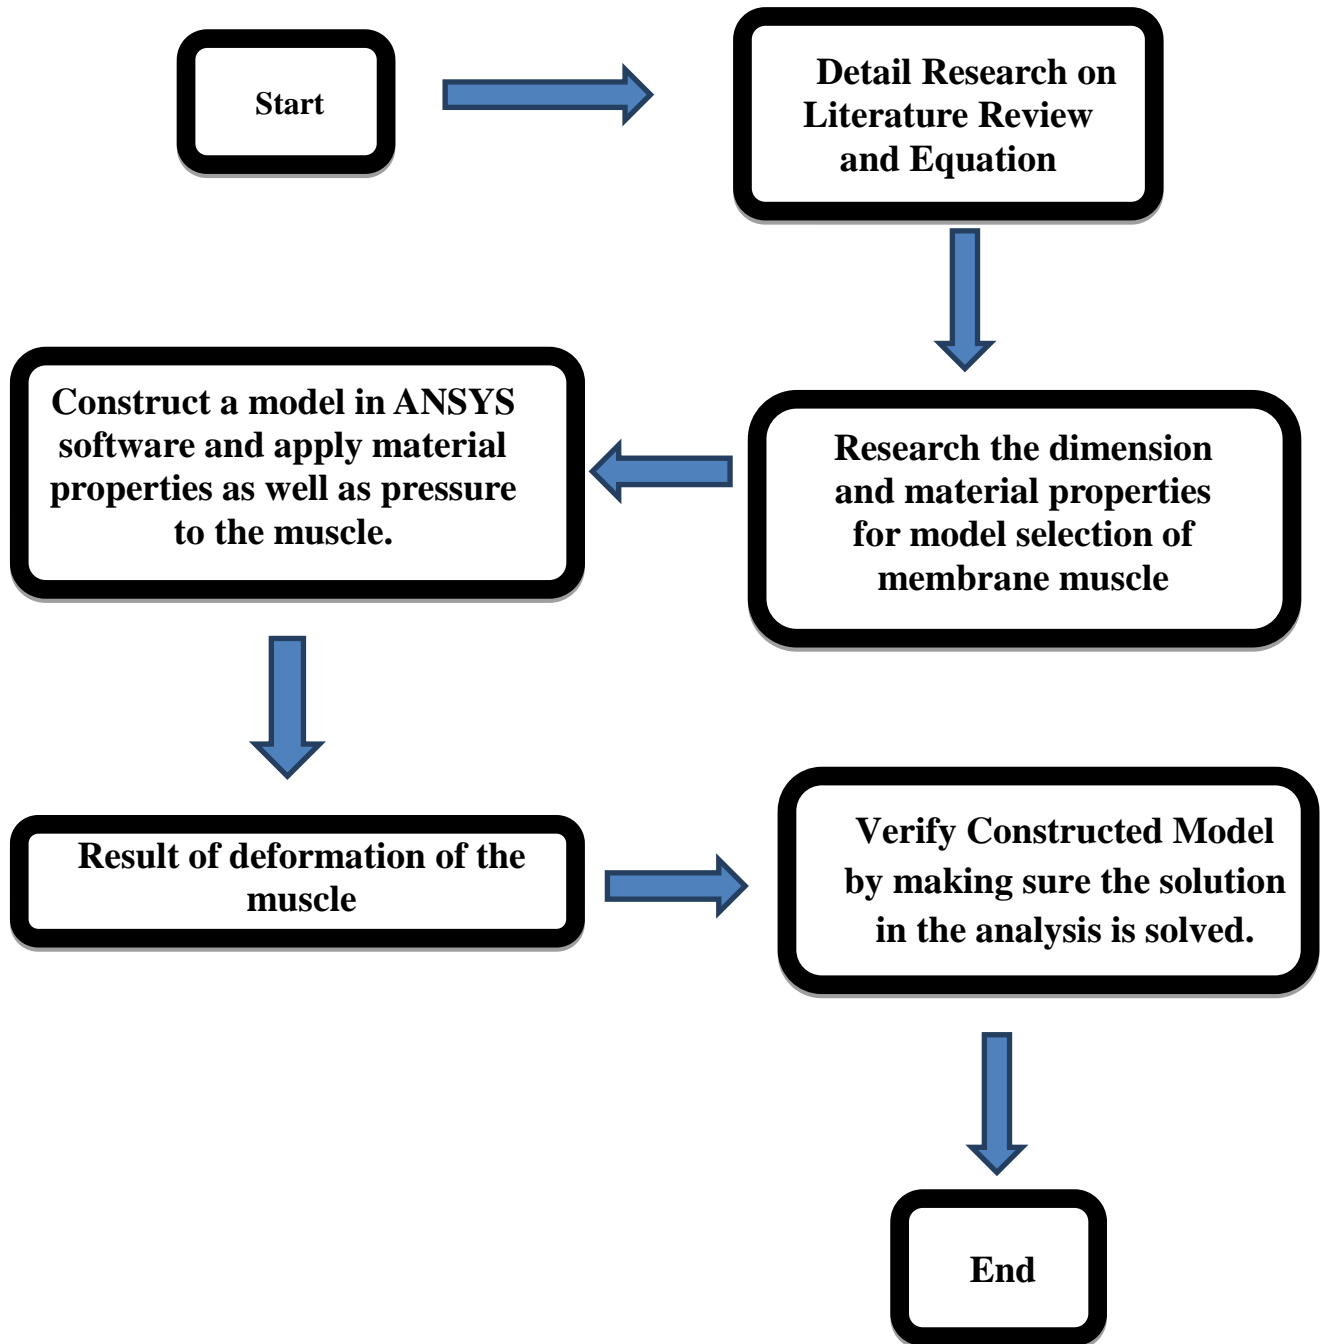 Start
Detail Research on
Literature Review
and Equation
Research the dimension
and material properties
for model selection of
membrane muscle
Construct a model in ANSYS
software and apply material
properties as well as pressure
to the muscle.
Result of deformation of the
muscle
Verify Constructed Model
by making sure the solution
in the analysis is solved.
End